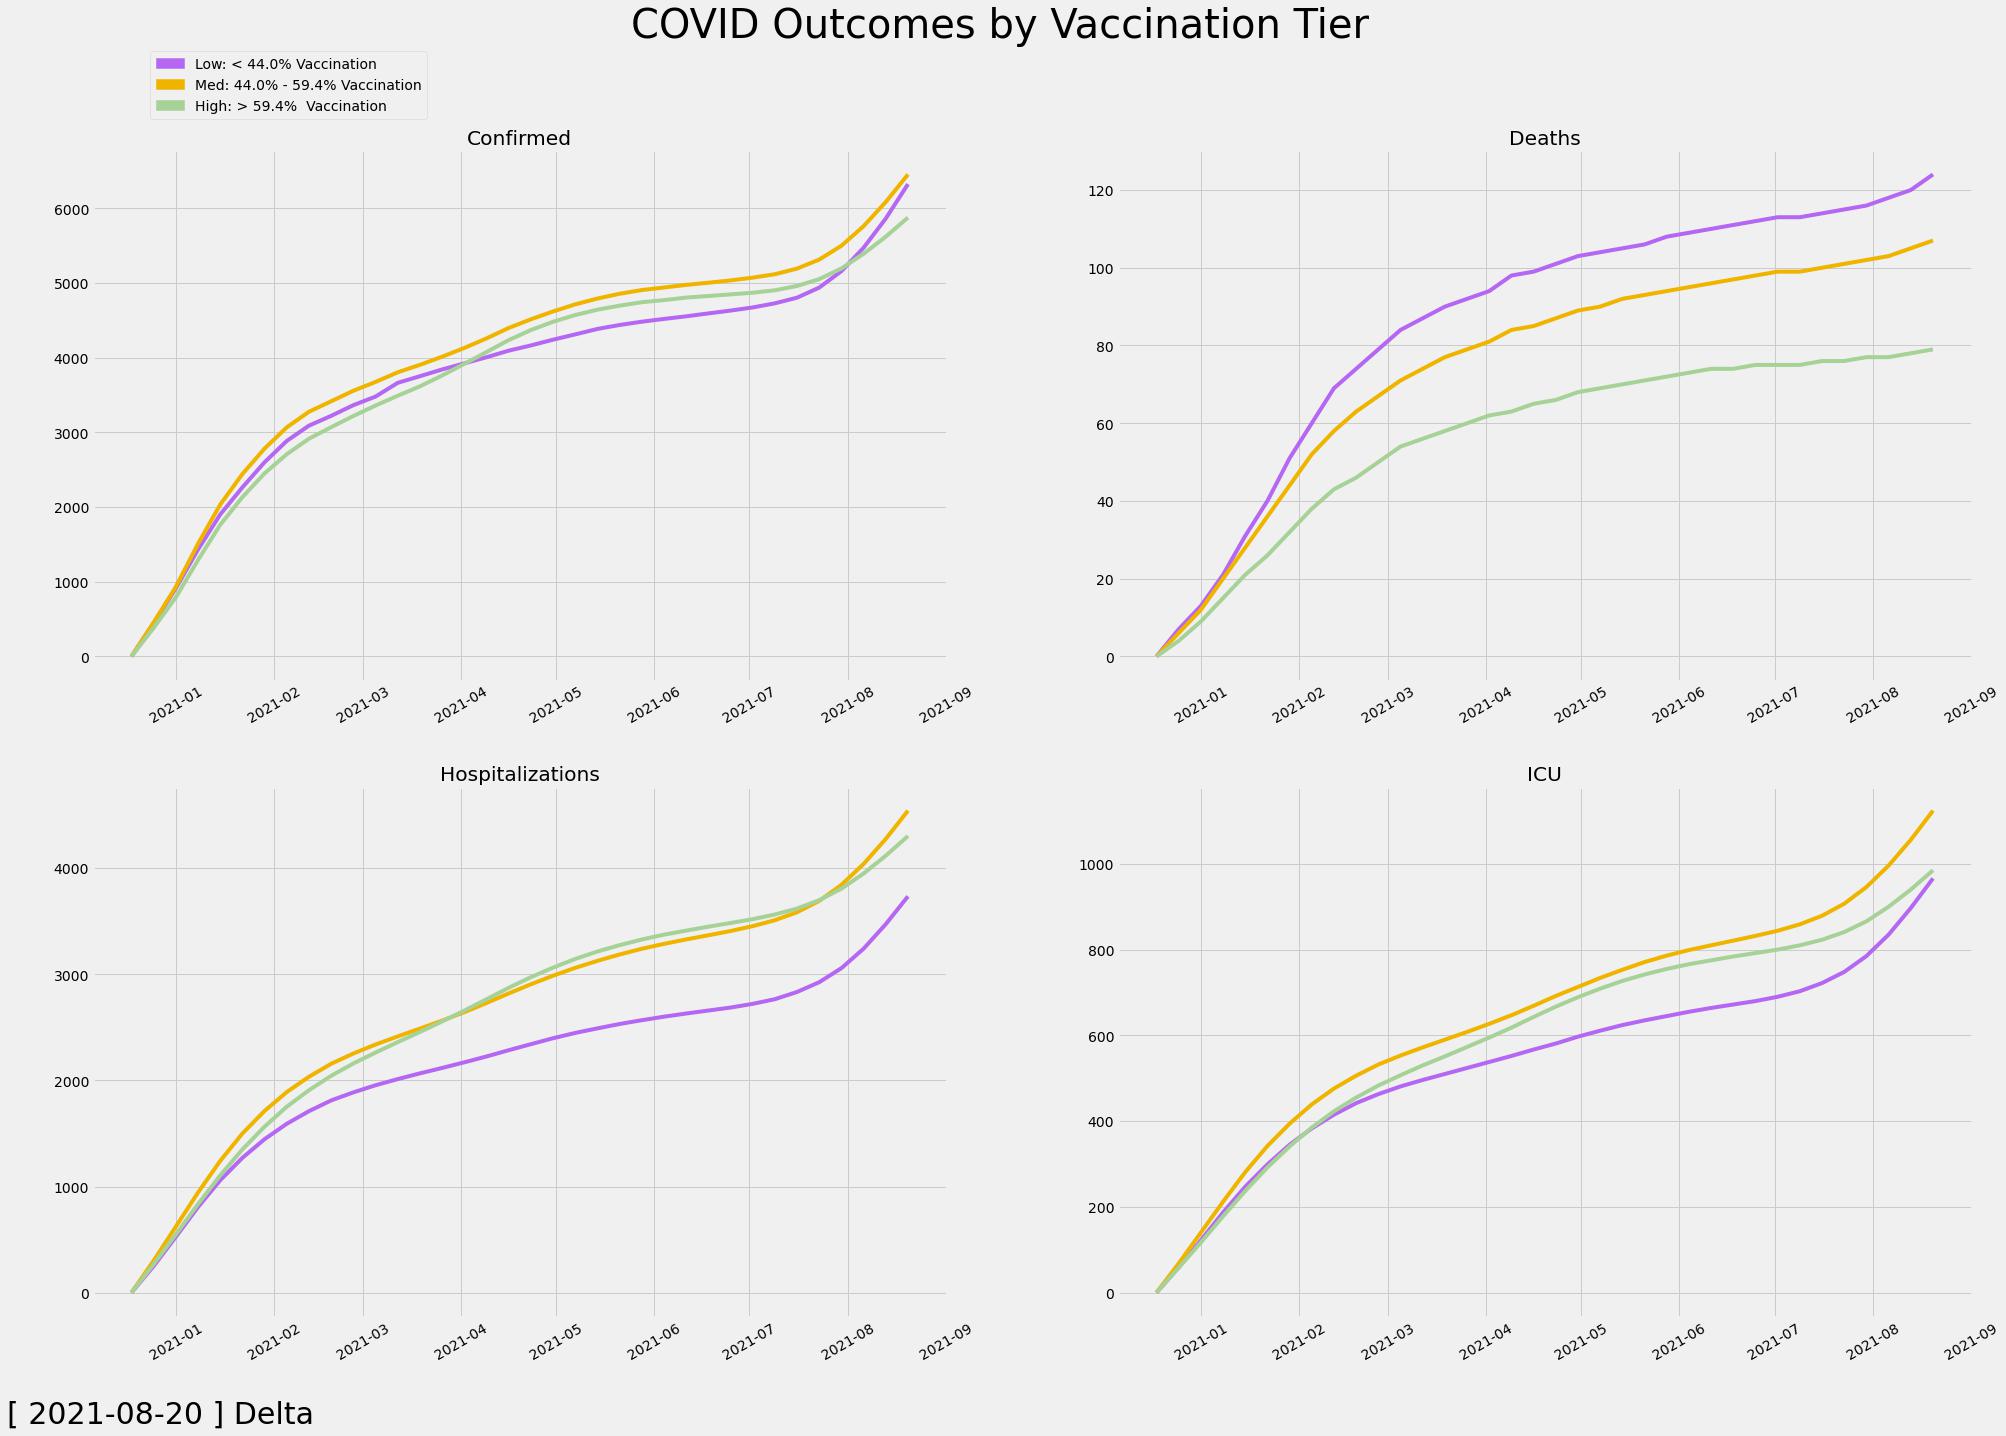 COVID Outcomes by Vaccination Tier
Low: < 44.0% Vaccination
Med: 44.0% - 59.4% Vaccination
High: > 59.4%  Vaccination
Confirmed
6000
5000
4000
3000
2000
1000
0
2021-01 2021-02 2021-03 2021-04 2021-05 2021-06 2021-07 2021-08 2021-09
Deaths
120
100
80
60
40
20
0
2021-01 2021-02 2021-03 2021-04 2021-05 2021-06 2021-07 2021-08 2021-09
Hospitalizations
4000
3000
2000
1000
0
2021-01 2021-02 2021-03 2021-04 2021-05 2021-06 2021-07 2021-08 2021-09
ICU
1000
800
600
400
200
0
2021-01 2021-02 2021-03 2021-04 2021-05 2021-06 2021-07 2021-08 2021-09
[ 2021-08-20 ] Delta